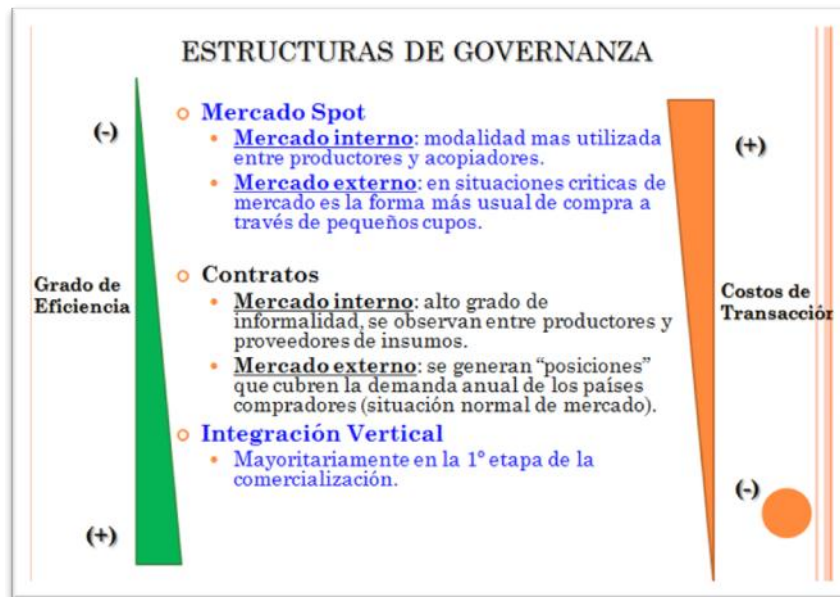 ESTRUCTURAS DE GOVERNANZA
(-)
Mercado Spot
Mercado interno: modalidad mas utilizada
entre productores y acopiadores.
Mercado externo: en situaciones criticas de
mercado es la forma más usual de compra a
través de pequeños cupos.
(+)
Grado de
Eficiencia
Contratos
Mercado interno: alto grado de
informalidad, se observan entre productores y
proveedores de insumos.
Mercado externo: se generan “posiciones”
que cubren la demanda anual de los países
compradores (situación normal de mercado).
Costos de
Transacción
Integración Vertical
Mayoritariamente en la 1º etapa de la
comercialización.
(-)
(+)